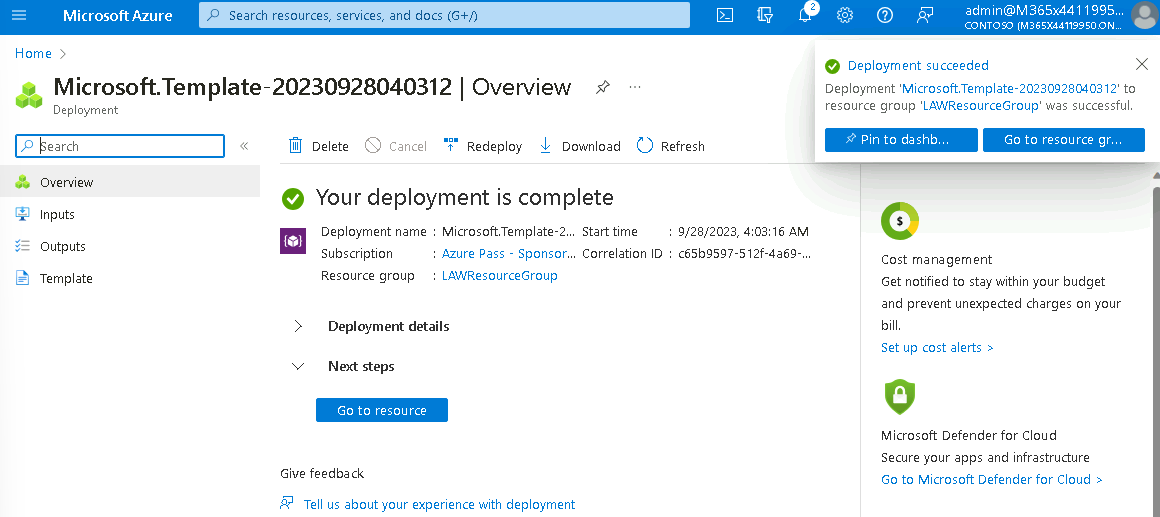 Microsoft Azure
Search resources, services, and docs (G+/)
2
admin@M365x4411995...
CONTOSO (M365X44119950.ON...
Home >
Microsoft.Template-20230928040312 | Overview
Deployment
Search
Overview
Inputs
Outputs
Template
Delete
Cancel
Redeploy
Download
Refresh
Deployment succeeded
Deployment 'Microsoft.Template-20230928040312' to
resource group 'LAWResourceGroup' was successful.
Pin to dashb...
Go to resource gr...
Your deployment is complete
Deployment name : Microsoft.Template-2... Start time : 9/28/2023, 4:03:16 AM
Subscription : Azure Pass - Sponsor... Correlation ID : c65b9597-512f-4a69-...
Resource group : LAWResourceGroup
Deployment details
Next steps
Go to resource
Give feedback
Tell us about your experience with deployment
$
Cost management
Get notified to stay within your budget
and prevent unexpected charges on your
bill.
Set up cost alerts >
Microsoft Defender for Cloud
Secure your apps and infrastructure
Go to Microsoft Defender for Cloud >